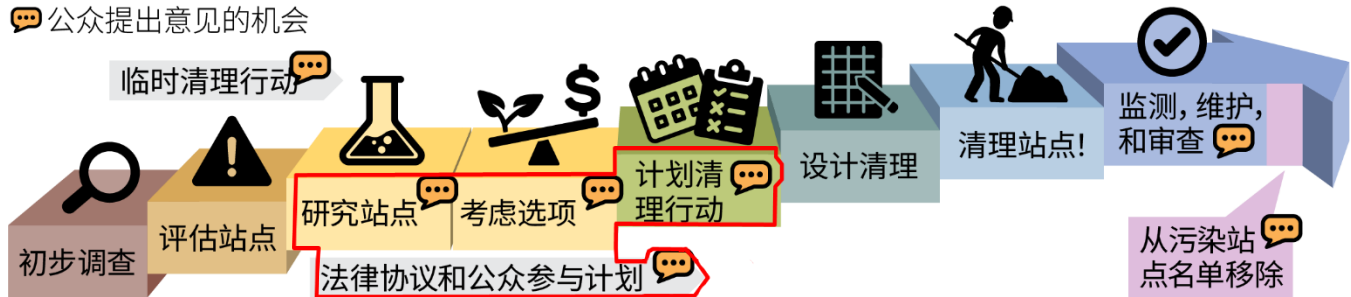 公众提出意见的机会
临时清理行动
初步调查
评估站点
研究站点
考虑选项
法律协议和公众参与计划
计划清
理行动
设计清理
清理站点!
监测, 维护,
和审查
从污染站
点名单移除